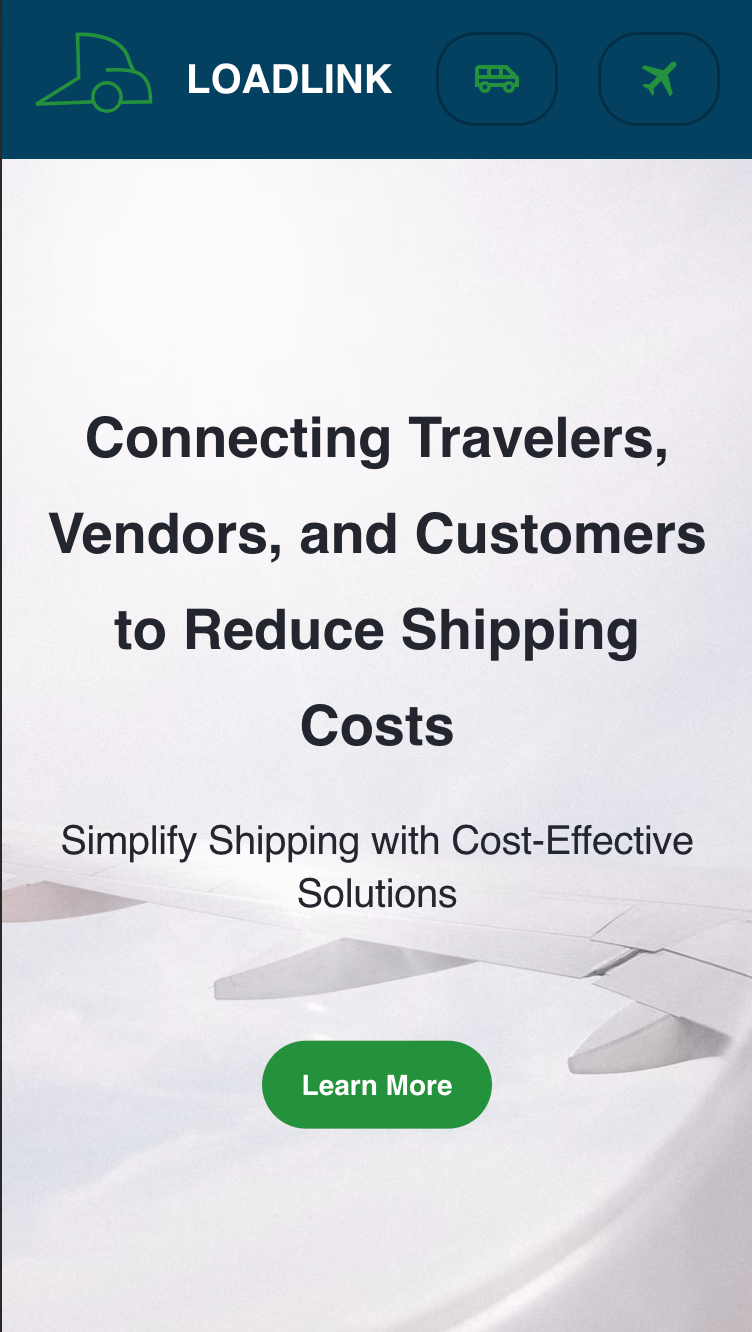 LOADLINK
Connecting Travelers,
Vendors, and Customers
to Reduce Shipping
Costs
Simplify Shipping with Cost-Effective
Solutions
Learn More